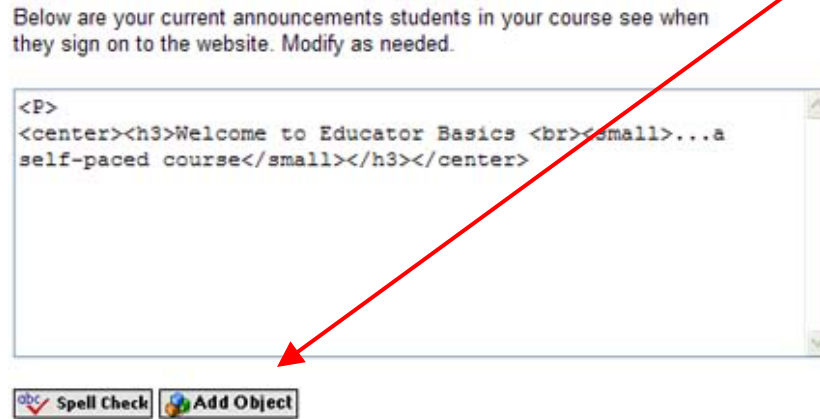 Below are your current announcements students in your course see when
they sign on to the website. Modify as needed.
<P>
<center><h3>Welcome to Educator Basics <br><small>...a
self-paced course</small></h3></center>
abc Spell Check Add Object